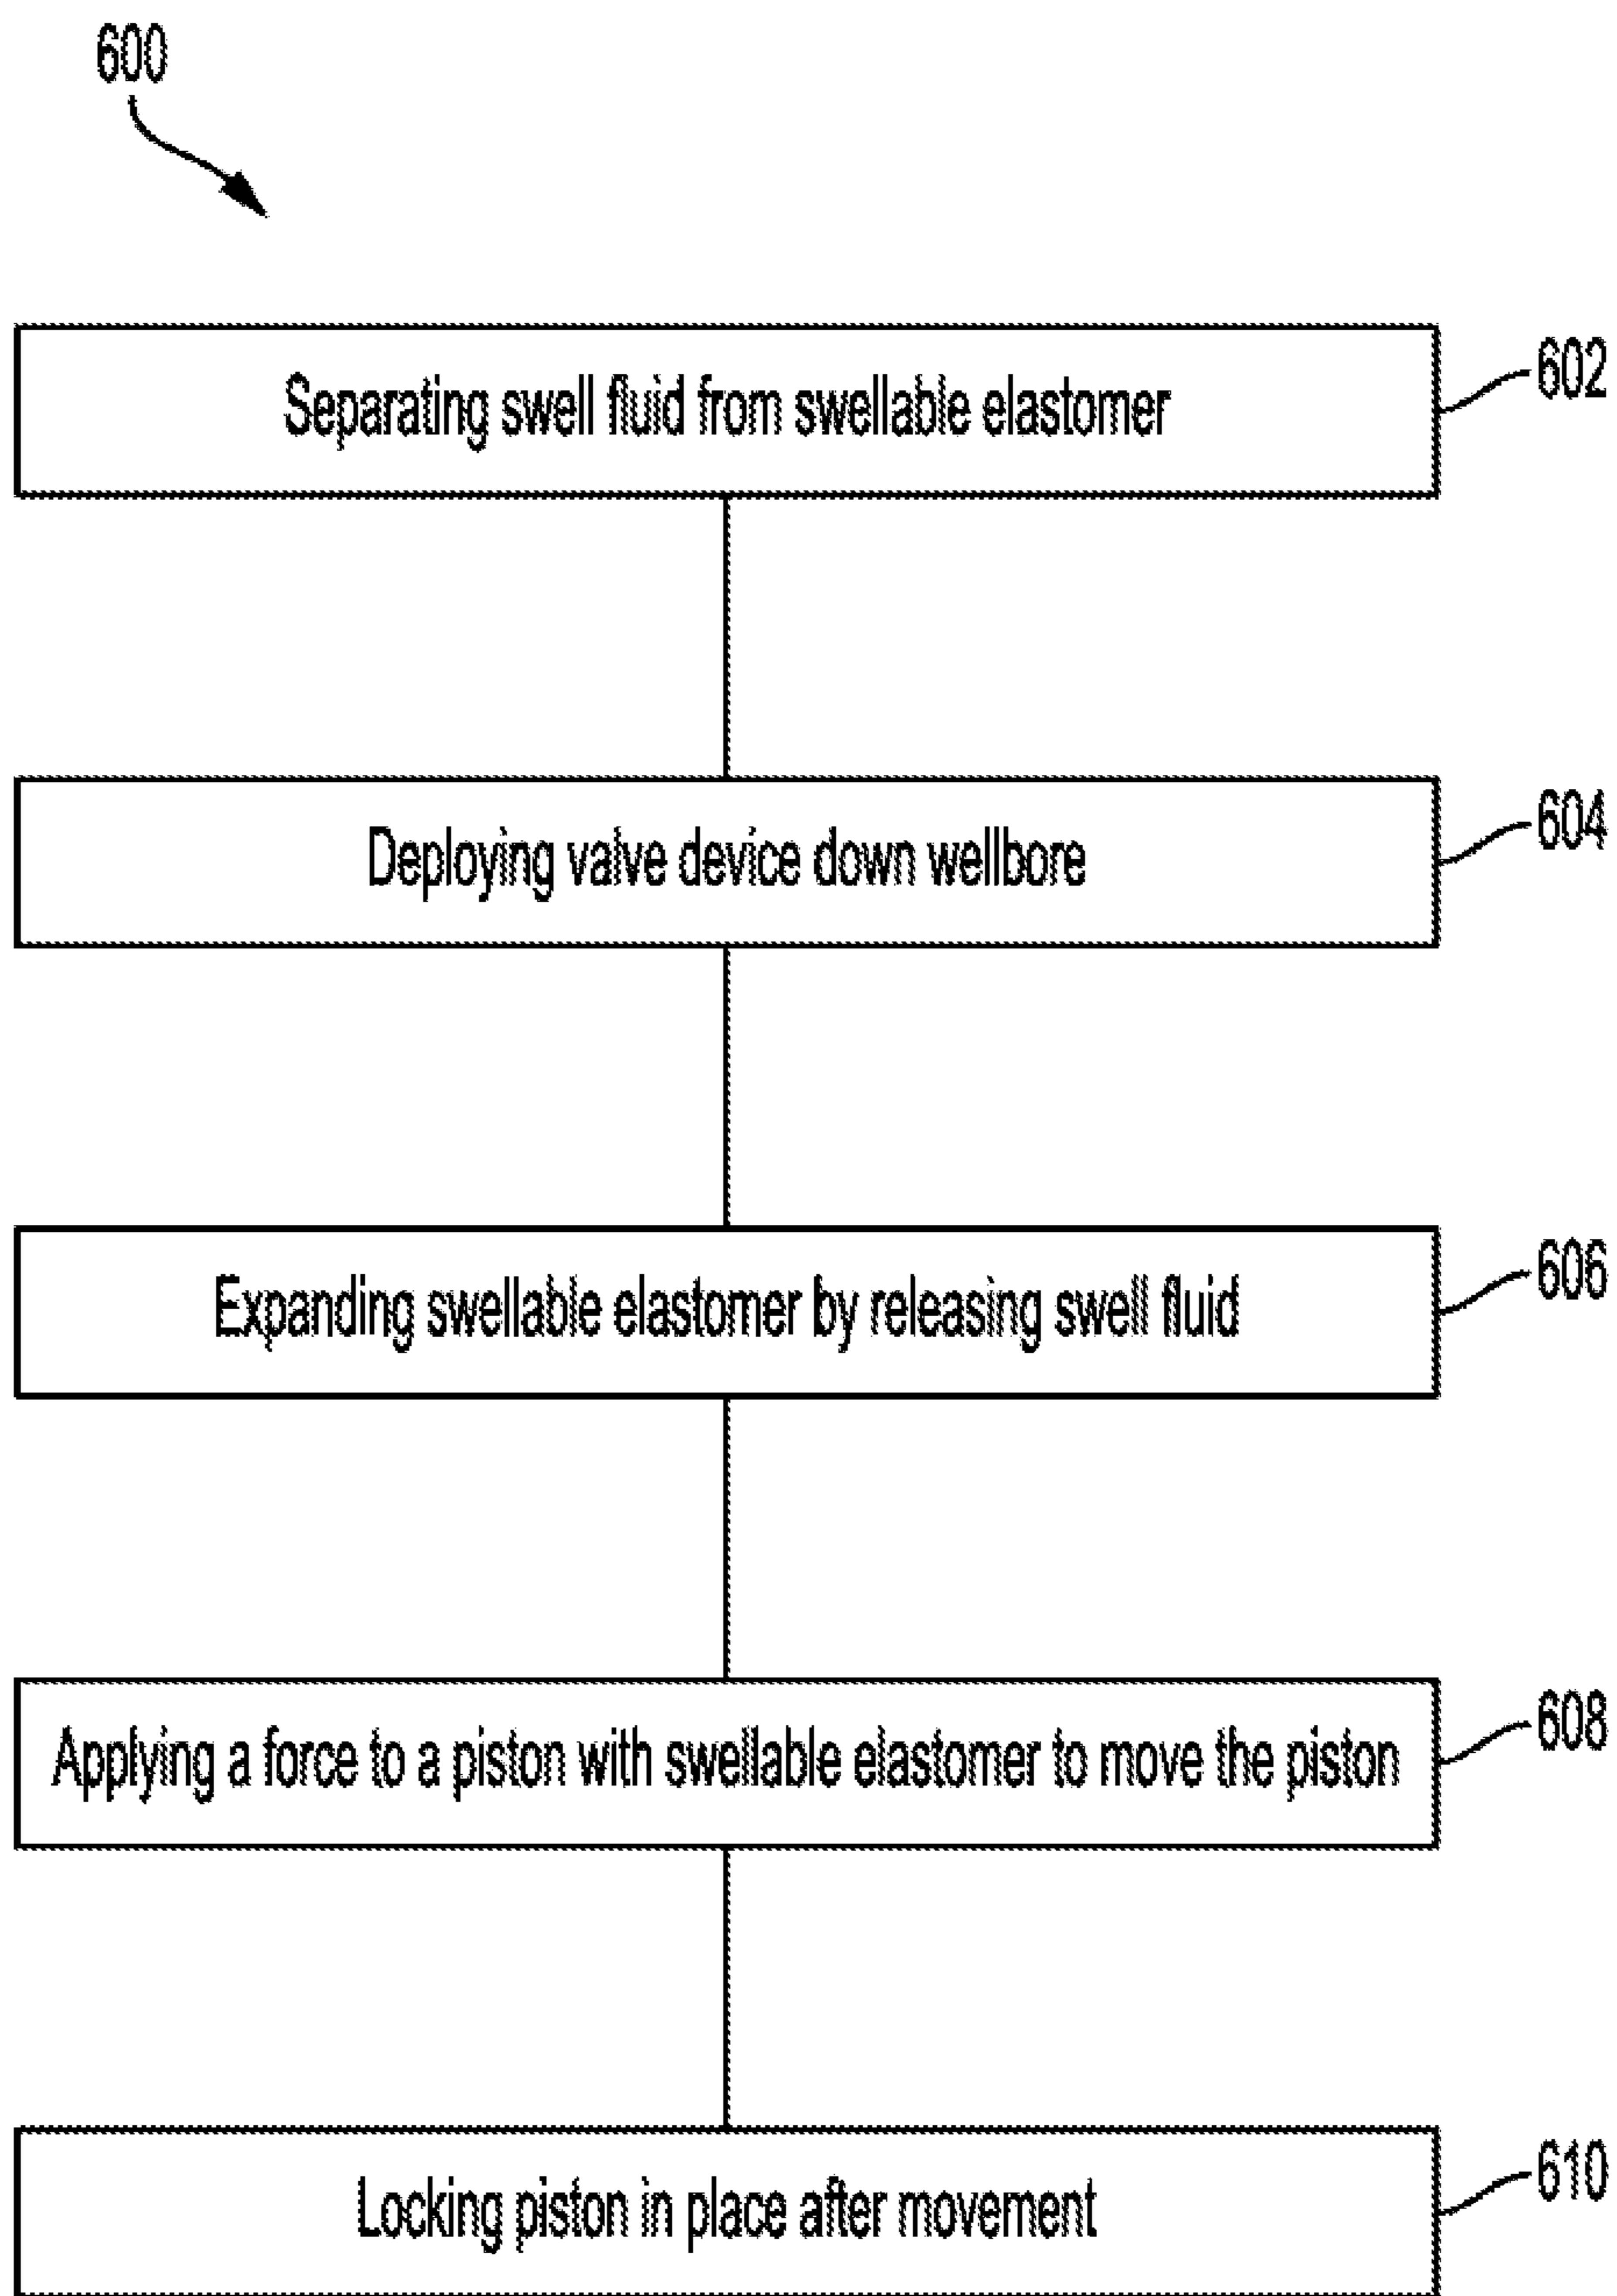 600
Separating swell fluid from swellable elastomer
602
Deploying valve device down wellbore
604
Expanding swellable elastomer by releasing swell fluid
606
Applying a force to a piston with swellable elastomer to move the piston
608
Locking piston in place after movement
610